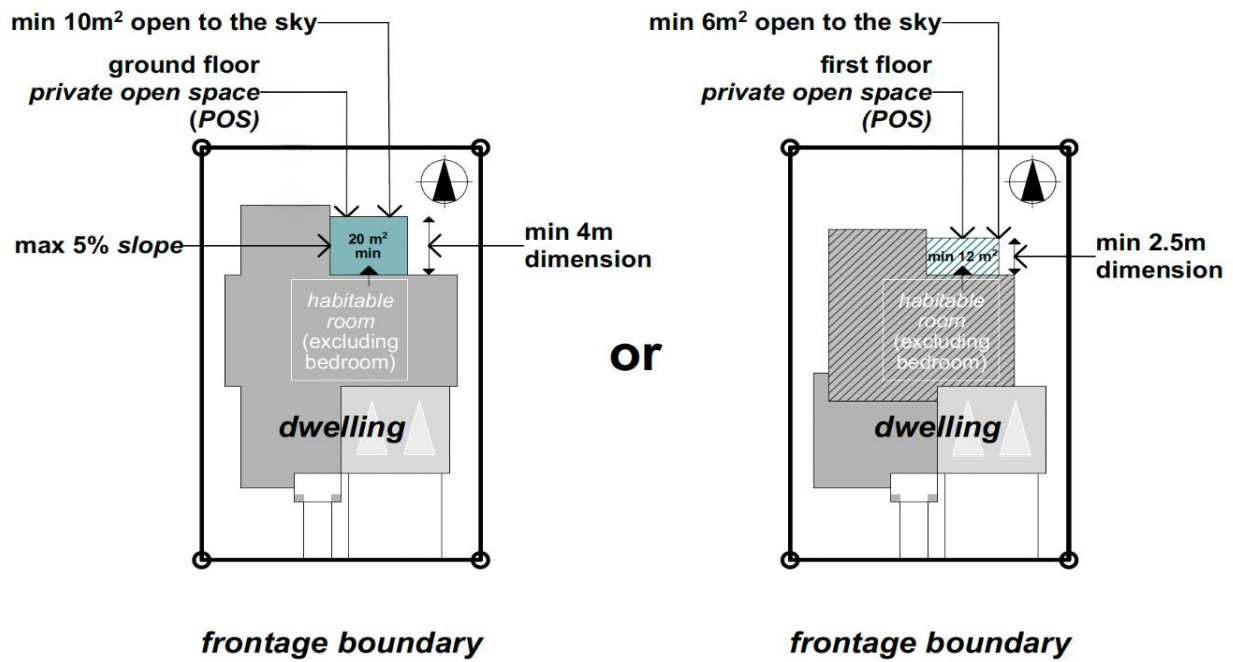 min 10m² open to the sky
ground floor
private open space
(POS)
max 5% slope
20 m²
min
min 4m
dimension
habitable
room
(excluding
bedroom)
dwelling
frontage boundary
or
min 6m² open to the sky
first floor
private open space
(POS)
min 12 m²
min 2.5m
dimension
habitable
room
(excluding
bedroom)
dwelling
frontage boundary